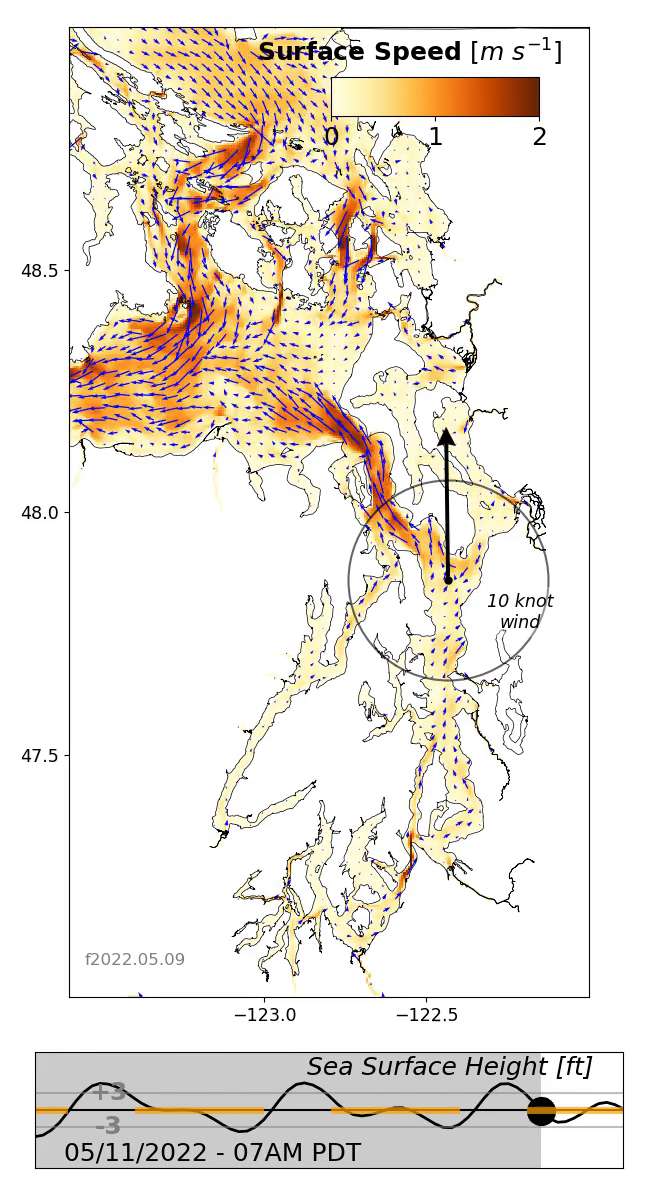 Surface Speed [m s⁻¹]
0 1 2
48.5
48.0
10 knot
wind
47.5
f2022.05.09
−123.0 −122.5
Sea Surface Height [ft]
+3
-3
05/11/2022 - 07AM PDT